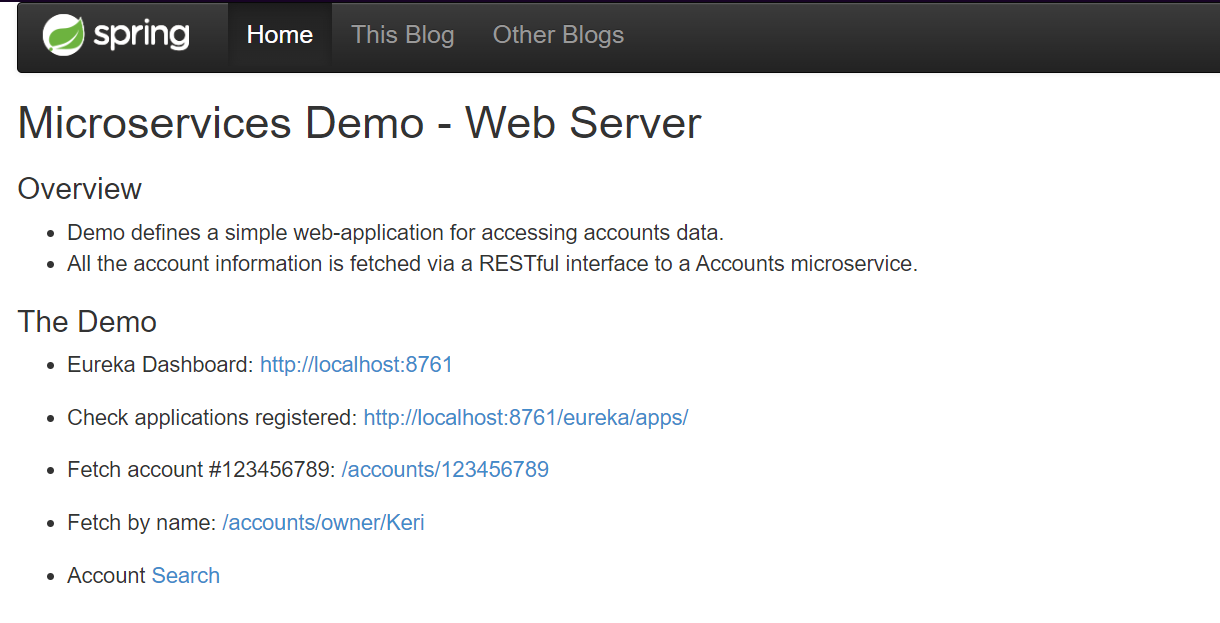 spring Home This Blog Other Blogs
Microservices Demo - Web Server
Overview
Demo defines a simple web-application for accessing accounts data.
All the account information is fetched via a RESTful interface to a Accounts microservice.
The Demo
Eureka Dashboard: http://localhost:8761
Check applications registered: http://localhost:8761/eureka/apps/
Fetch account #123456789: /accounts/123456789
Fetch by name: /accounts/owner/Keri
Account Search